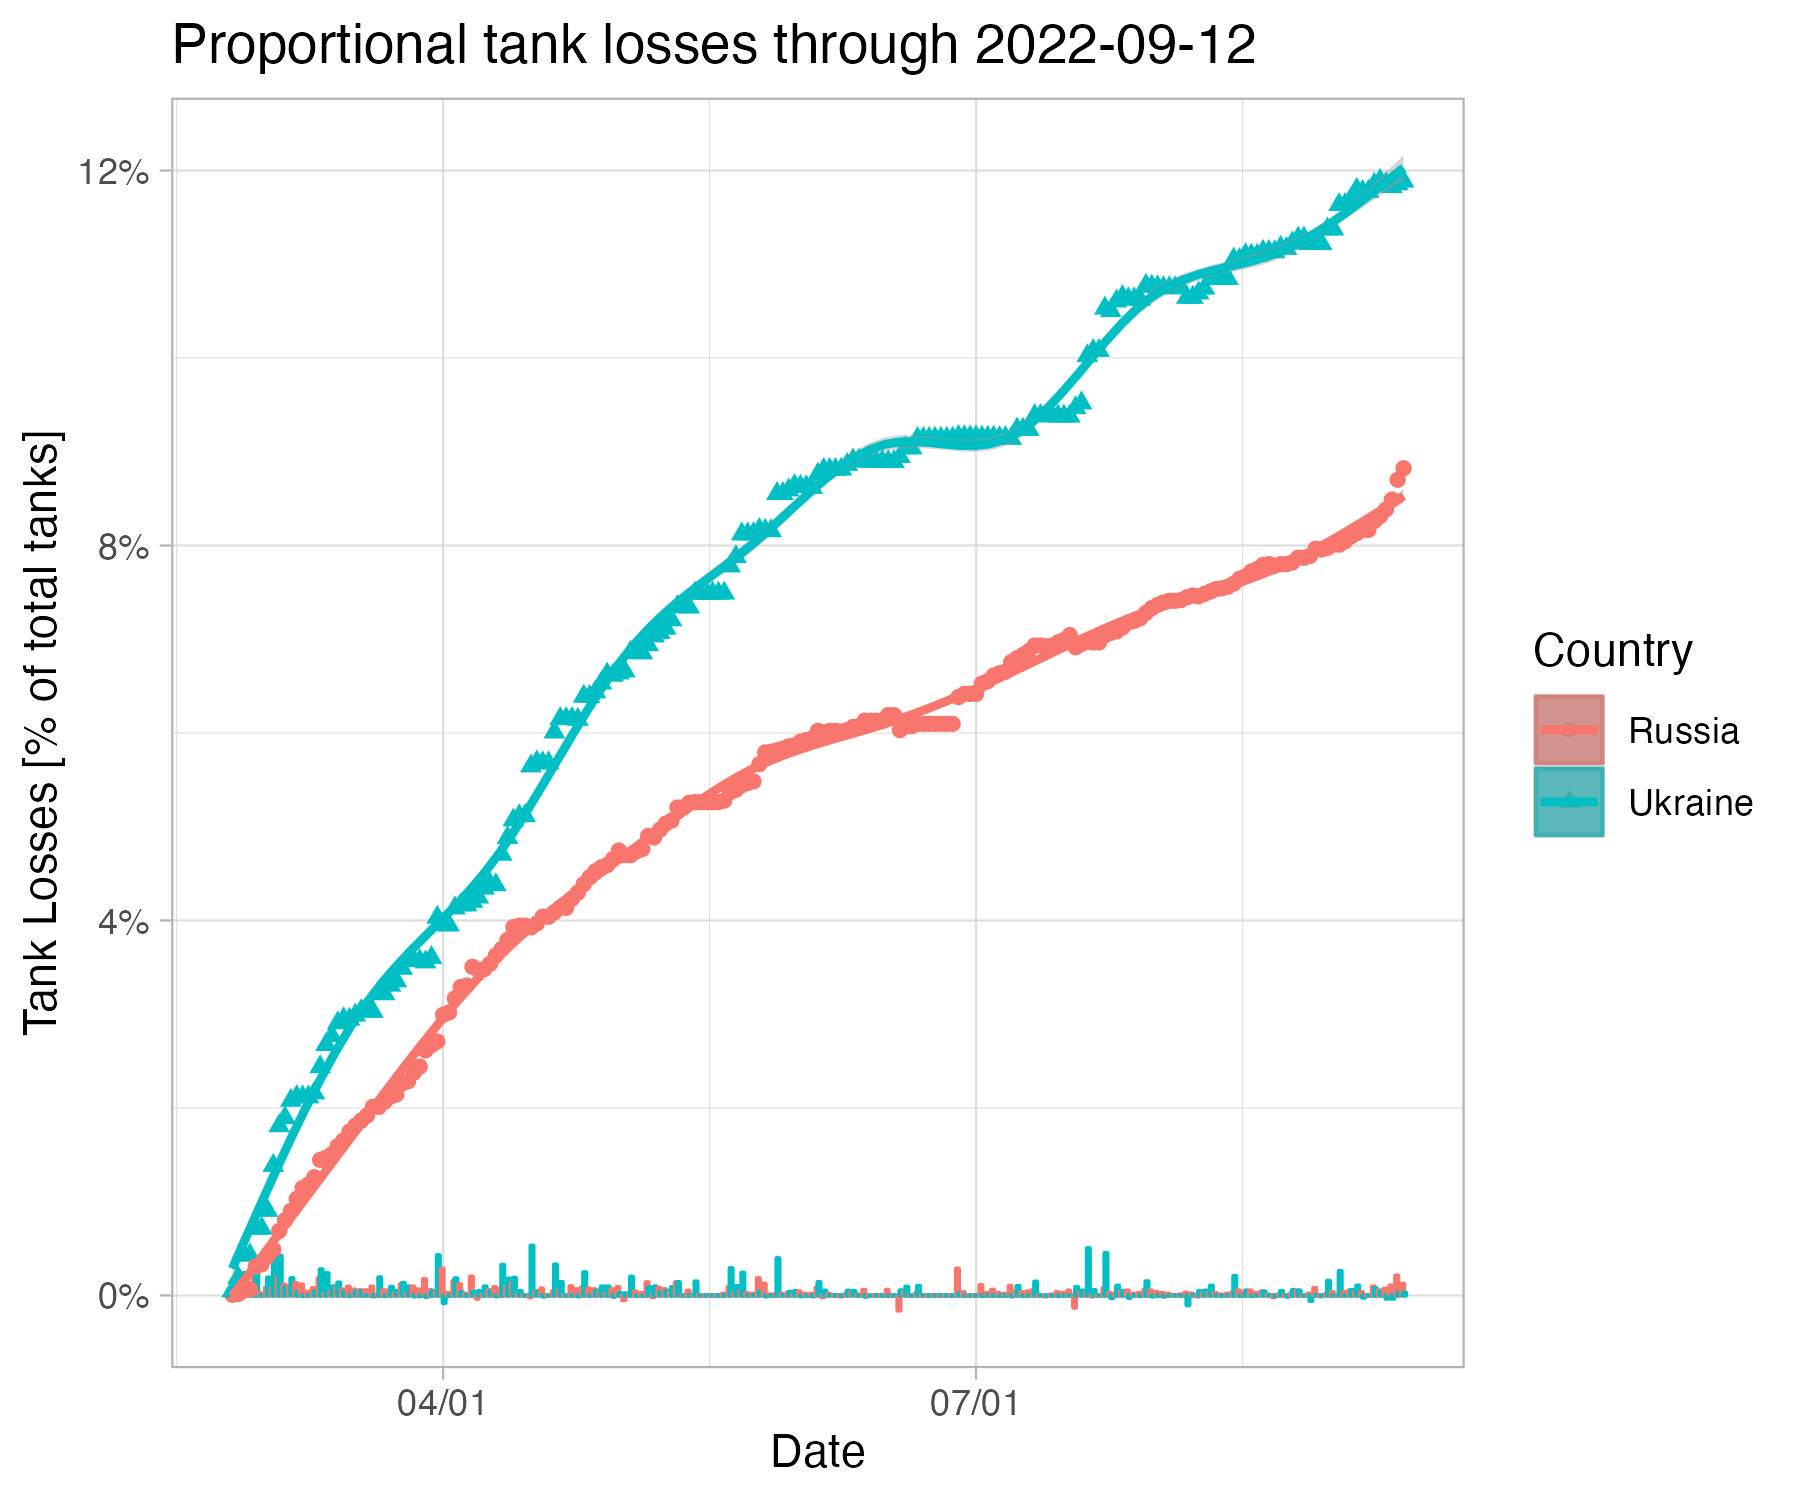 Proportional tank losses through 2022-09-12
Tank Losses [% of total tanks]
12%
8%
4%
0%
04/01
07/01
Date
Country
Russia
Ukraine